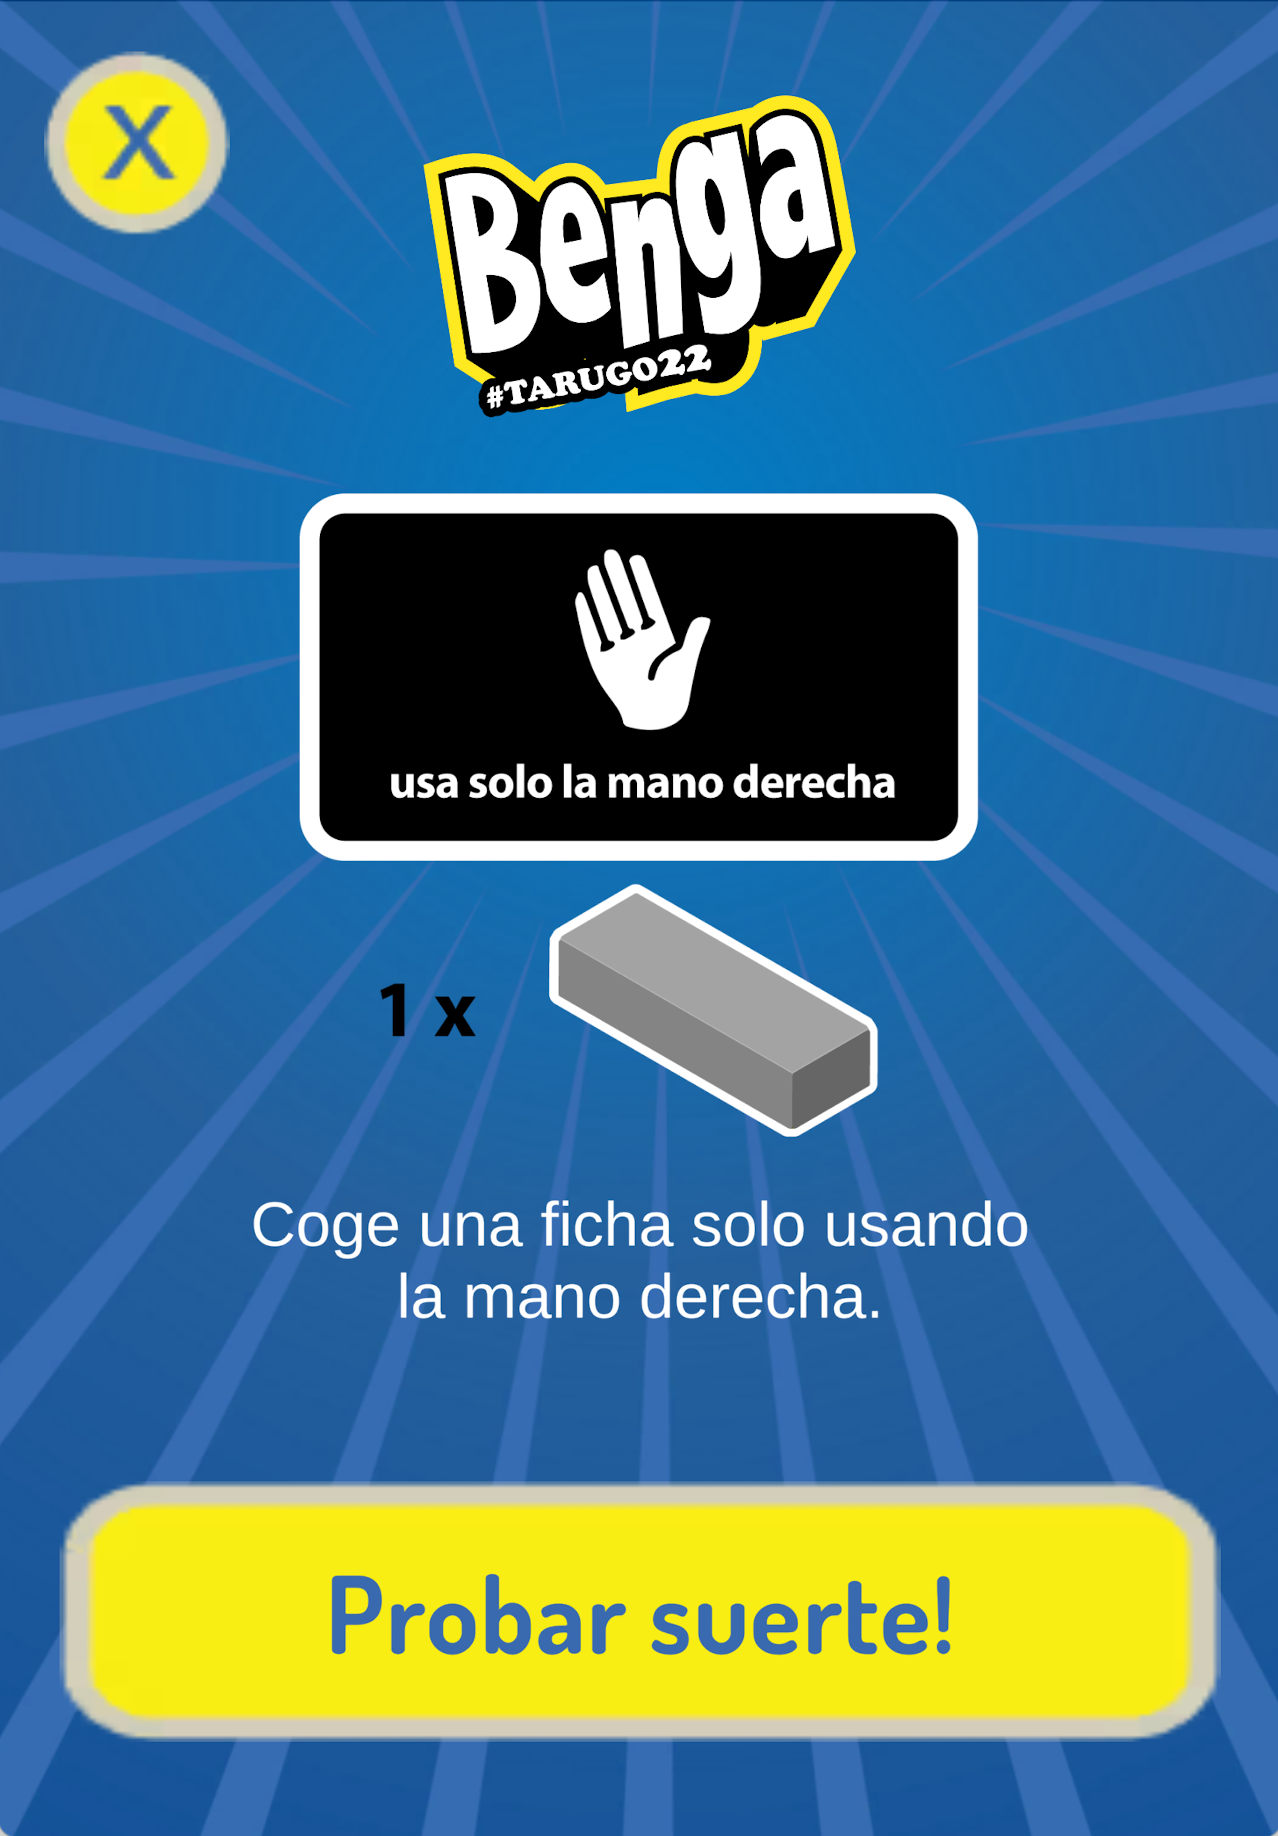 X
Benga
#TARUGO22
usa solo la mano derecha
1 x
Coge una ficha solo usando
la mano derecha.
Probar suerte!